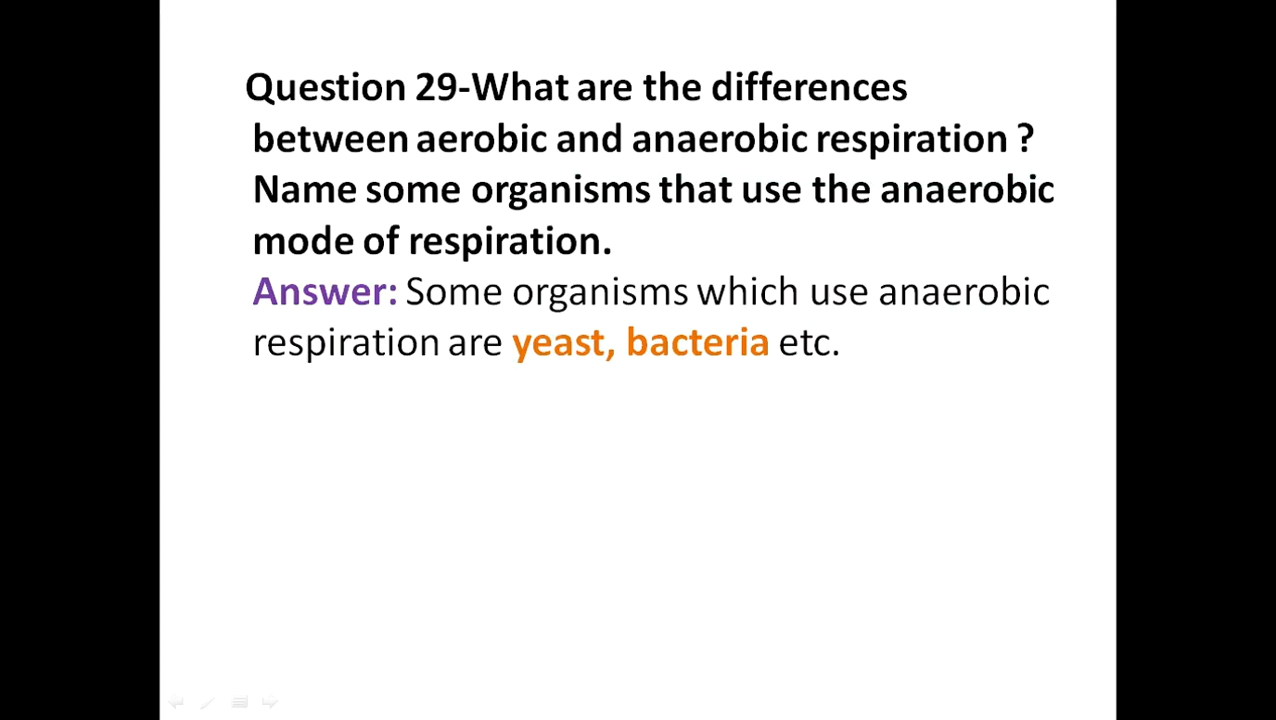 Question 29-What are the differences
between aerobic and anaerobic respiration ?
Name some organisms that use the anaerobic
mode of respiration.
Answer: Some organisms which use anaerobic
respiration are yeast, bacteria etc.